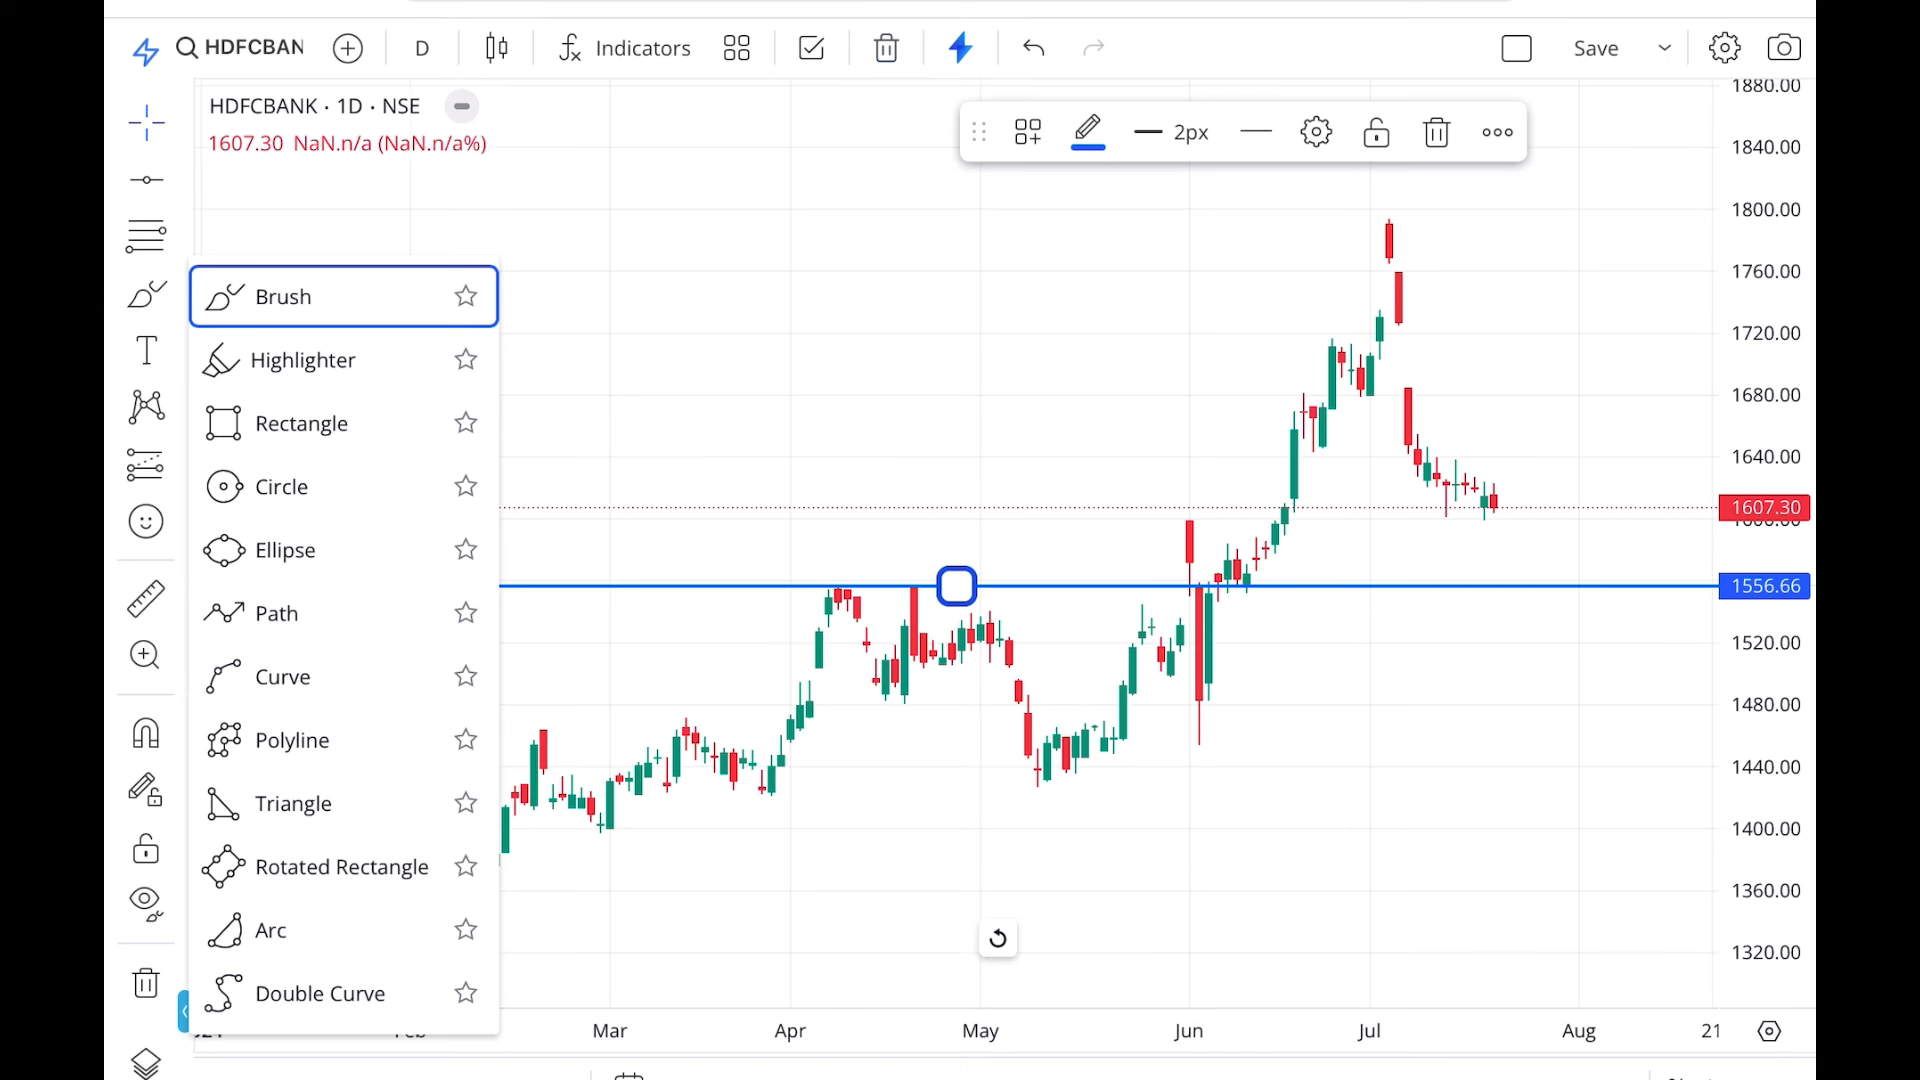 HDFCBAN
D
Indicators
Save
HDFCBANK · 1D · NSE
1607.30 NaN.n/a (NaN.n/a%)
2px
Brush
Highlighter
Rectangle
Circle
Ellipse
Path
Curve
Polyline
Triangle
Rotated Rectangle
Arc
Double Curve
1880.00
1840.00
1800.00
1760.00
1720.00
1680.00
1640.00
1607.30
1600.00
1556.66
1520.00
1480.00
1440.00
1400.00
1360.00
1320.00
Feb
Mar
Apr
May
Jun
Jul
Aug
21